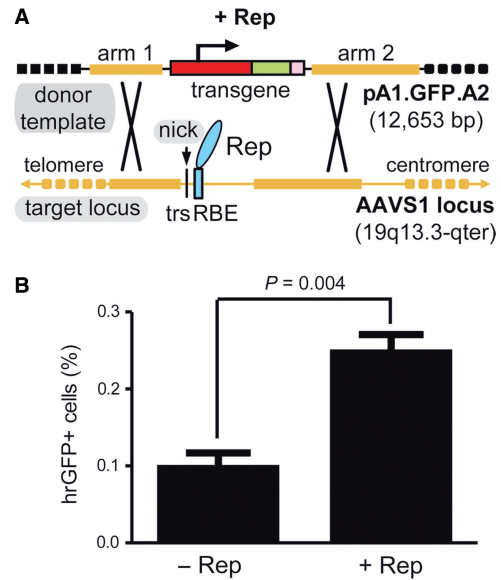 A
+ Rep
arm 1
arm 2
transgene
donor
template
pA1.GFP.A2
(12,653 bp)
nick
Rep
telomere
centromere
target locus
trs RBE
AAVS1 locus
(19q13.3-qter)
B
P = 0.004
hrGFP+ cells (%)
0.3
0.2
0.1
0.0
– Rep
+ Rep